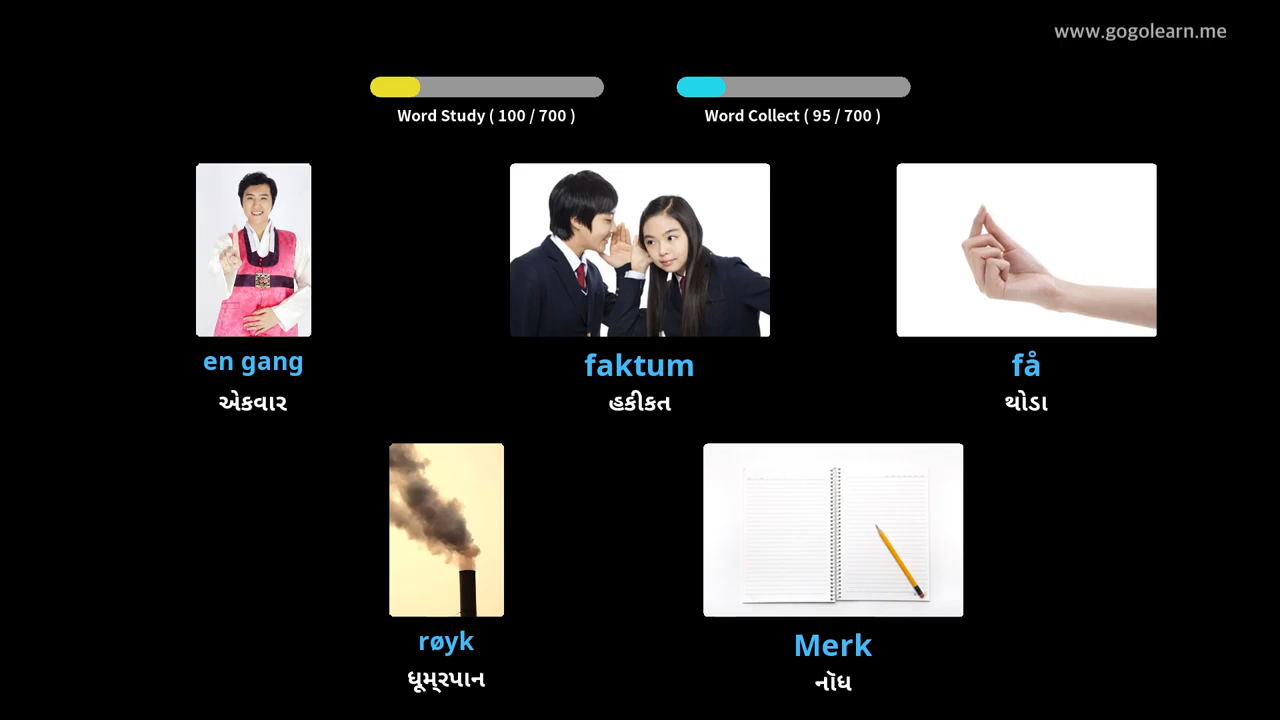 www.gogolearn.me
Word Study ( 100 / 700 )
Word Collect ( 95 / 700 )
en gang
એકવાર
faktum
હકીકત
få
થોડા
røyk
ધૂમ્રપાન
Merk
નૉધ